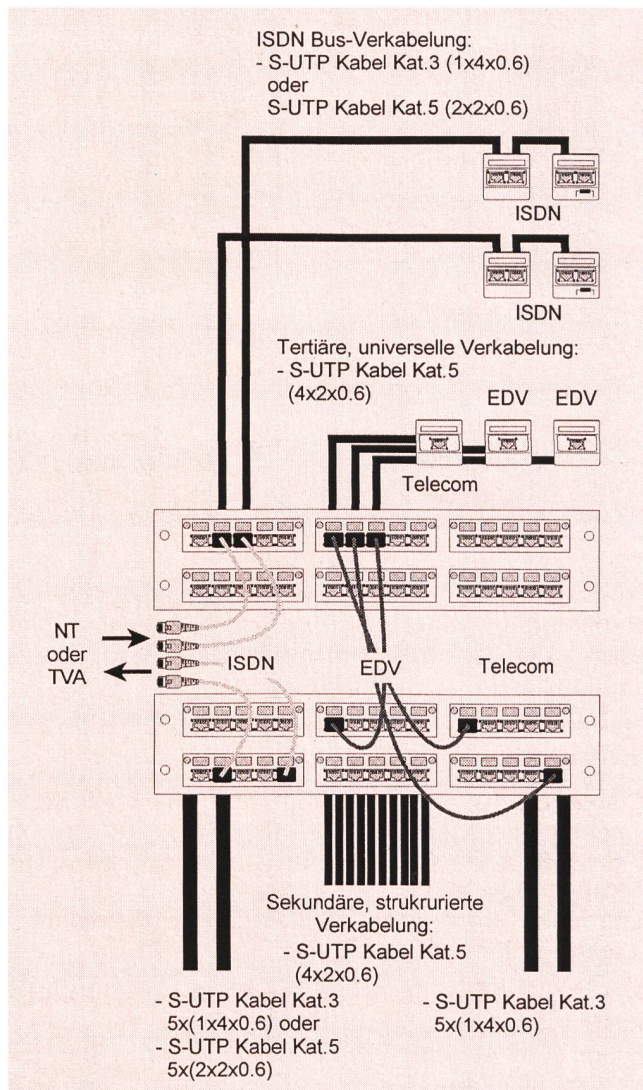 ISDN Bus-Verkabelung:
- S-UTP Kabel Kat.3 (1x4x0.6)
oder
S-UTP Kabel Kat.5 (2x2x0.6)
ISDN
ISDN
Tertiäre, universelle Verkabelung:
- S-UTP Kabel Kat.5
(4x2x0.6)
EDV EDV
Telecom
NT
oder
TVA
ISDN EDV Telecom
Sekundäre, strukrurierte
Verkabelung:
- S-UTP Kabel Kat.5
(4x2x0.6)
- S-UTP Kabel Kat.3
5x(1x4x0.6) oder
- S-UTP Kabel Kat.5
5x(2x2x0.6)
- S-UTP Kabel Kat.3
5x(1x4x0.6)